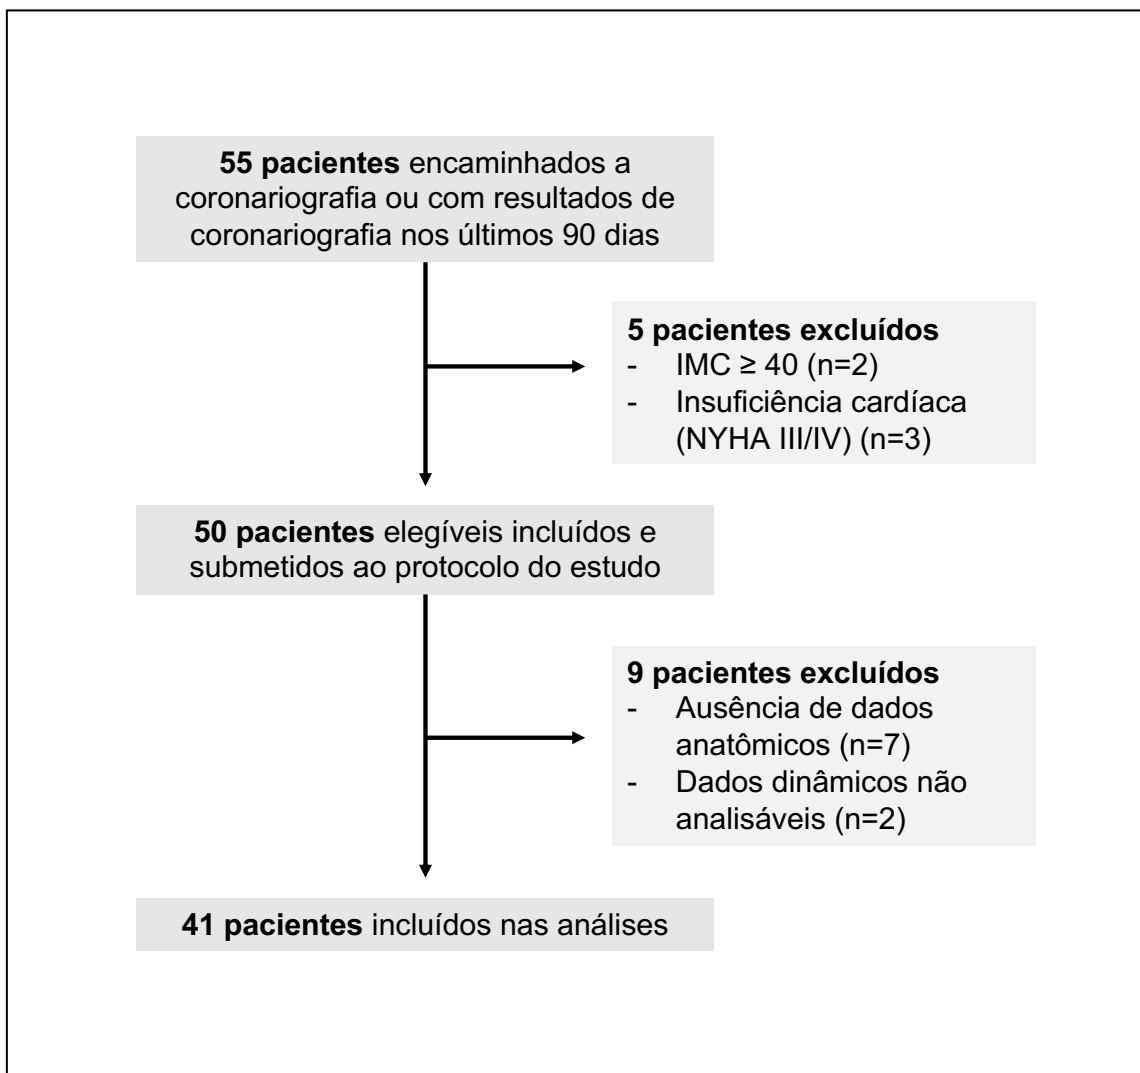 55 pacientes encaminhados a
coronariografia ou com resultados de
coronariografia nos últimos 90 dias
5 pacientes excluídos
- IMC ≥ 40 (n=2)
- Insuficiência cardíaca
(NYHA III/IV) (n=3)
50 pacientes elegíveis incluídos e
submetidos ao protocolo do estudo
9 pacientes excluídos
- Ausência de dados
anatômicos (n=7)
- Dados dinâmicos não
analisáveis (n=2)
41 pacientes incluídos nas análises